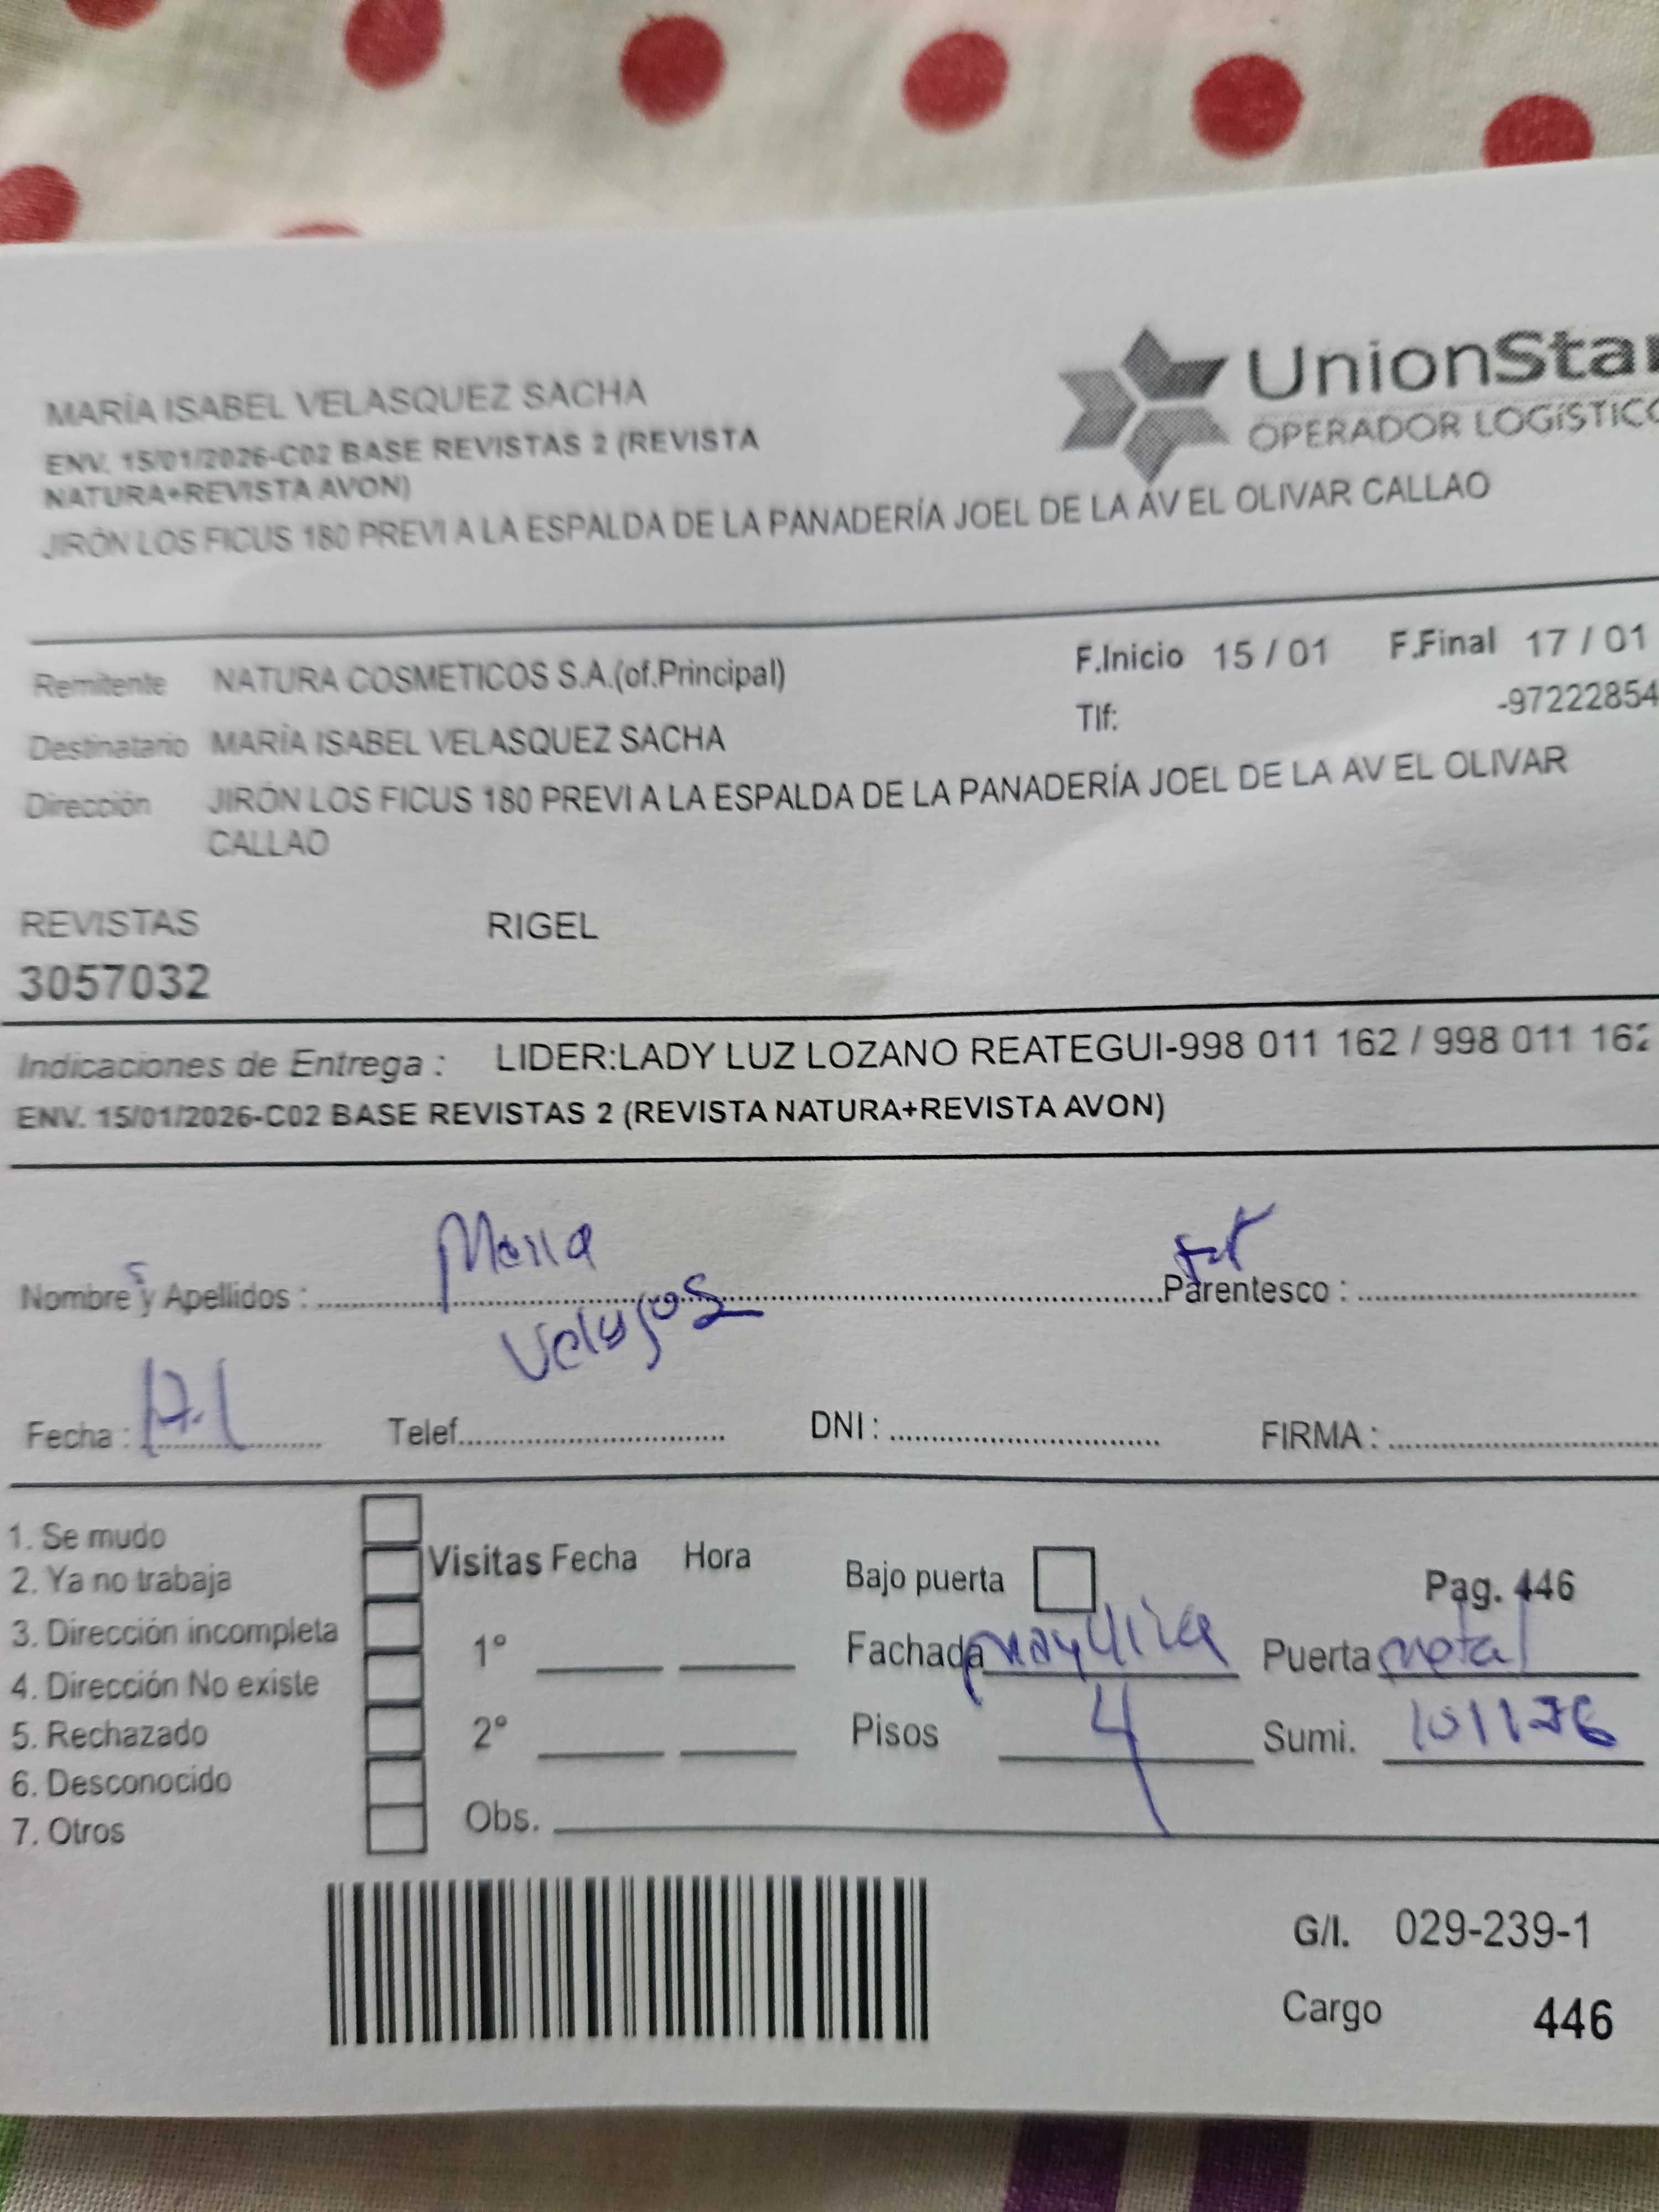 MARÍA ISABEL VELASQUEZ SACHA
ENV. 15/01/2026-C02 BASE REVISTAS 2 (REVISTA
NATURA+REVISTA AVON)
JIRÓN LOS FICUS 180 PREVI A LA ESPALDA DE LA PANADERÍA JOEL DE LA AV EL OLIVAR CALLAO
UnionStar
OPERADOR LOGÍSTICO
Remitente NATURA COSMETICOS S.A.(of.Principal)
F.Inicio 15 / 01 F.Final 17 / 01
Destinatario MARÍA ISABEL VELASQUEZ SACHA
Tlf: -97222854
Dirección JIRÓN LOS FICUS 180 PREVI A LA ESPALDA DE LA PANADERÍA JOEL DE LA AV EL OLIVAR
CALLAO
REVISTAS RIGEL
3057032
Indicaciones de Entrega : LIDER:LADY LUZ LOZANO REATEGUI-998 011 162 / 998 011 162
ENV. 15/01/2026-C02 BASE REVISTAS 2 (REVISTA NATURA+REVISTA AVON)
Nombre y Apellidos : Maria Parentesco :
Fecha : 17.1 Telef. DNI : FIRMA :
1. Se mudo
2. Ya no trabaja
3. Dirección incompleta
4. Dirección No existe
5. Rechazado
6. Desconocido
7. Otros
Visitas Fecha Hora
1°
2°
Obs.
Bajo puerta Pag. 446
Fachada Puerta metal
Pisos 4 Sumi.
G/I. 029-239-1
Cargo 446